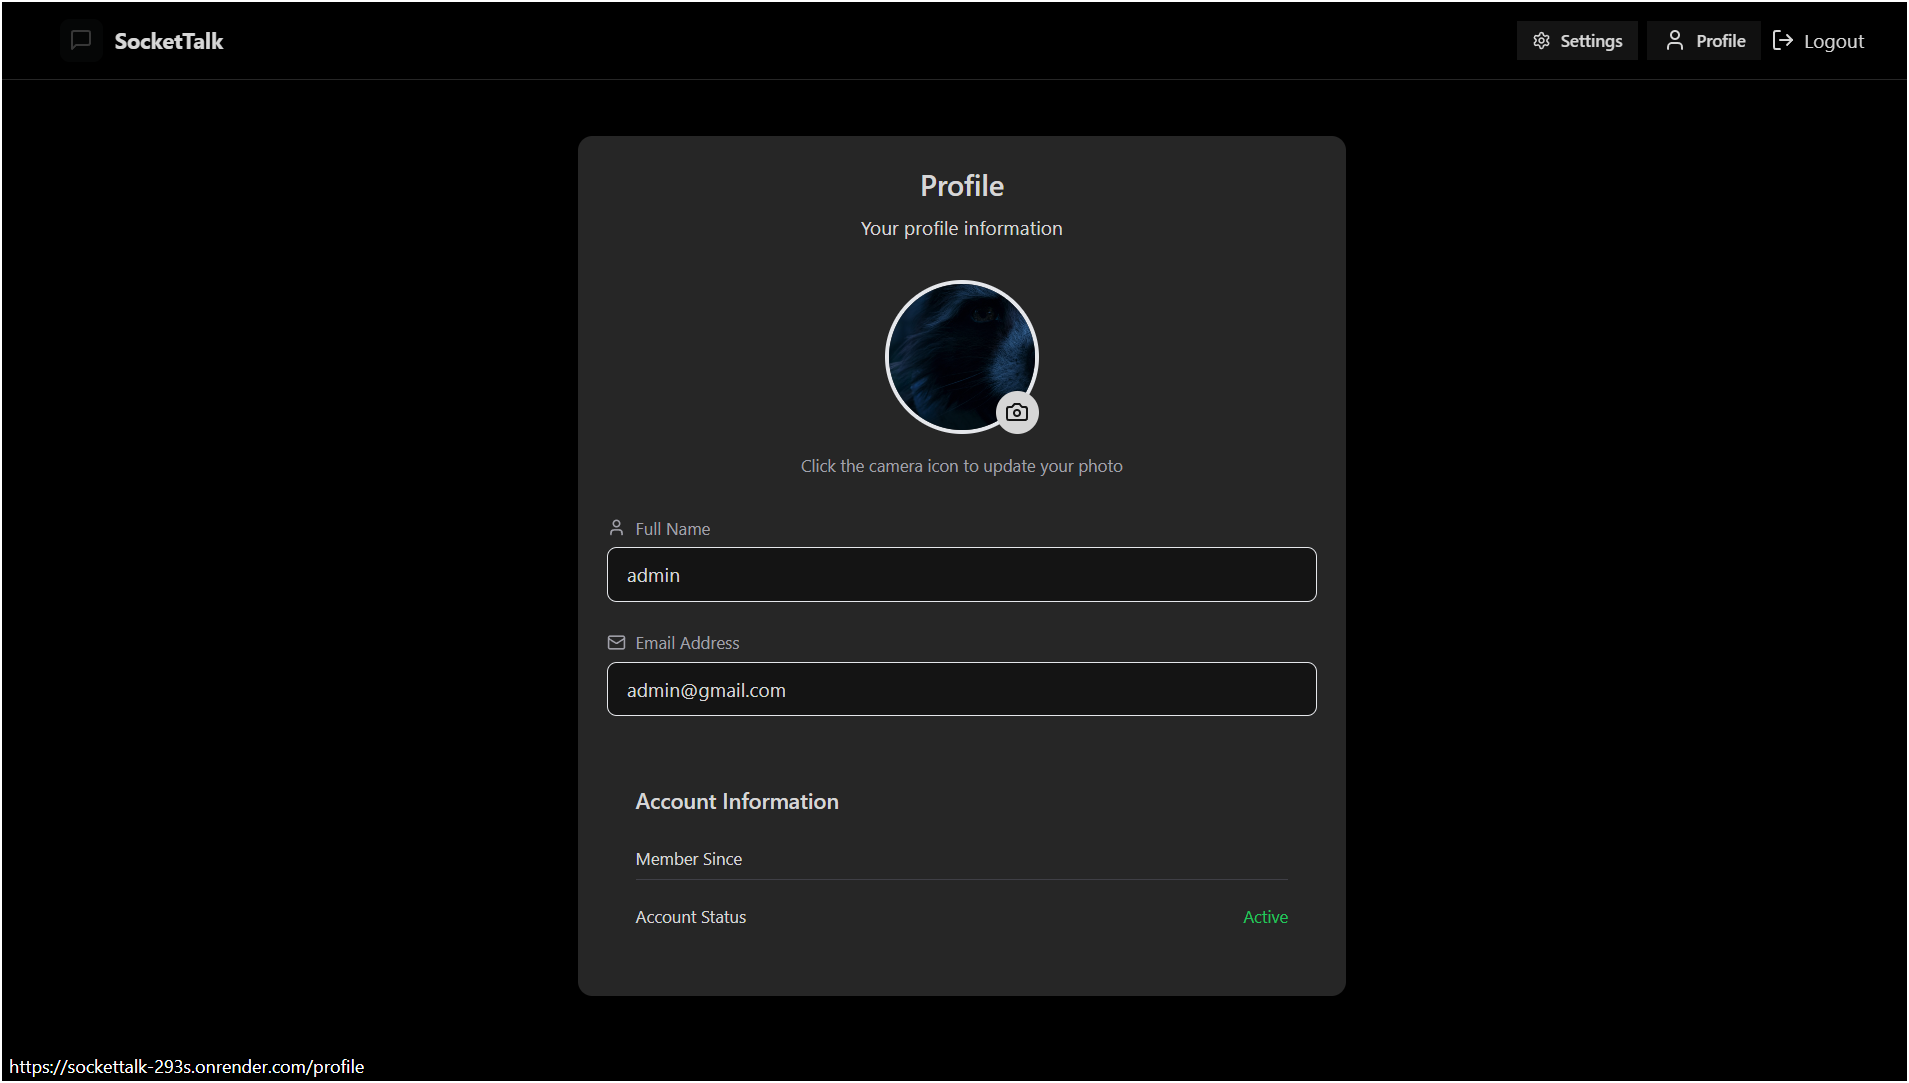 SocketTalk
Settings
Profile
Logout
Profile
Your profile information
Click the camera icon to update your photo
Full Name
admin
Email Address
admin@gmail.com
Account Information
Member Since
Account Status Active
https://sockettalk-293s.onrender.com/profile